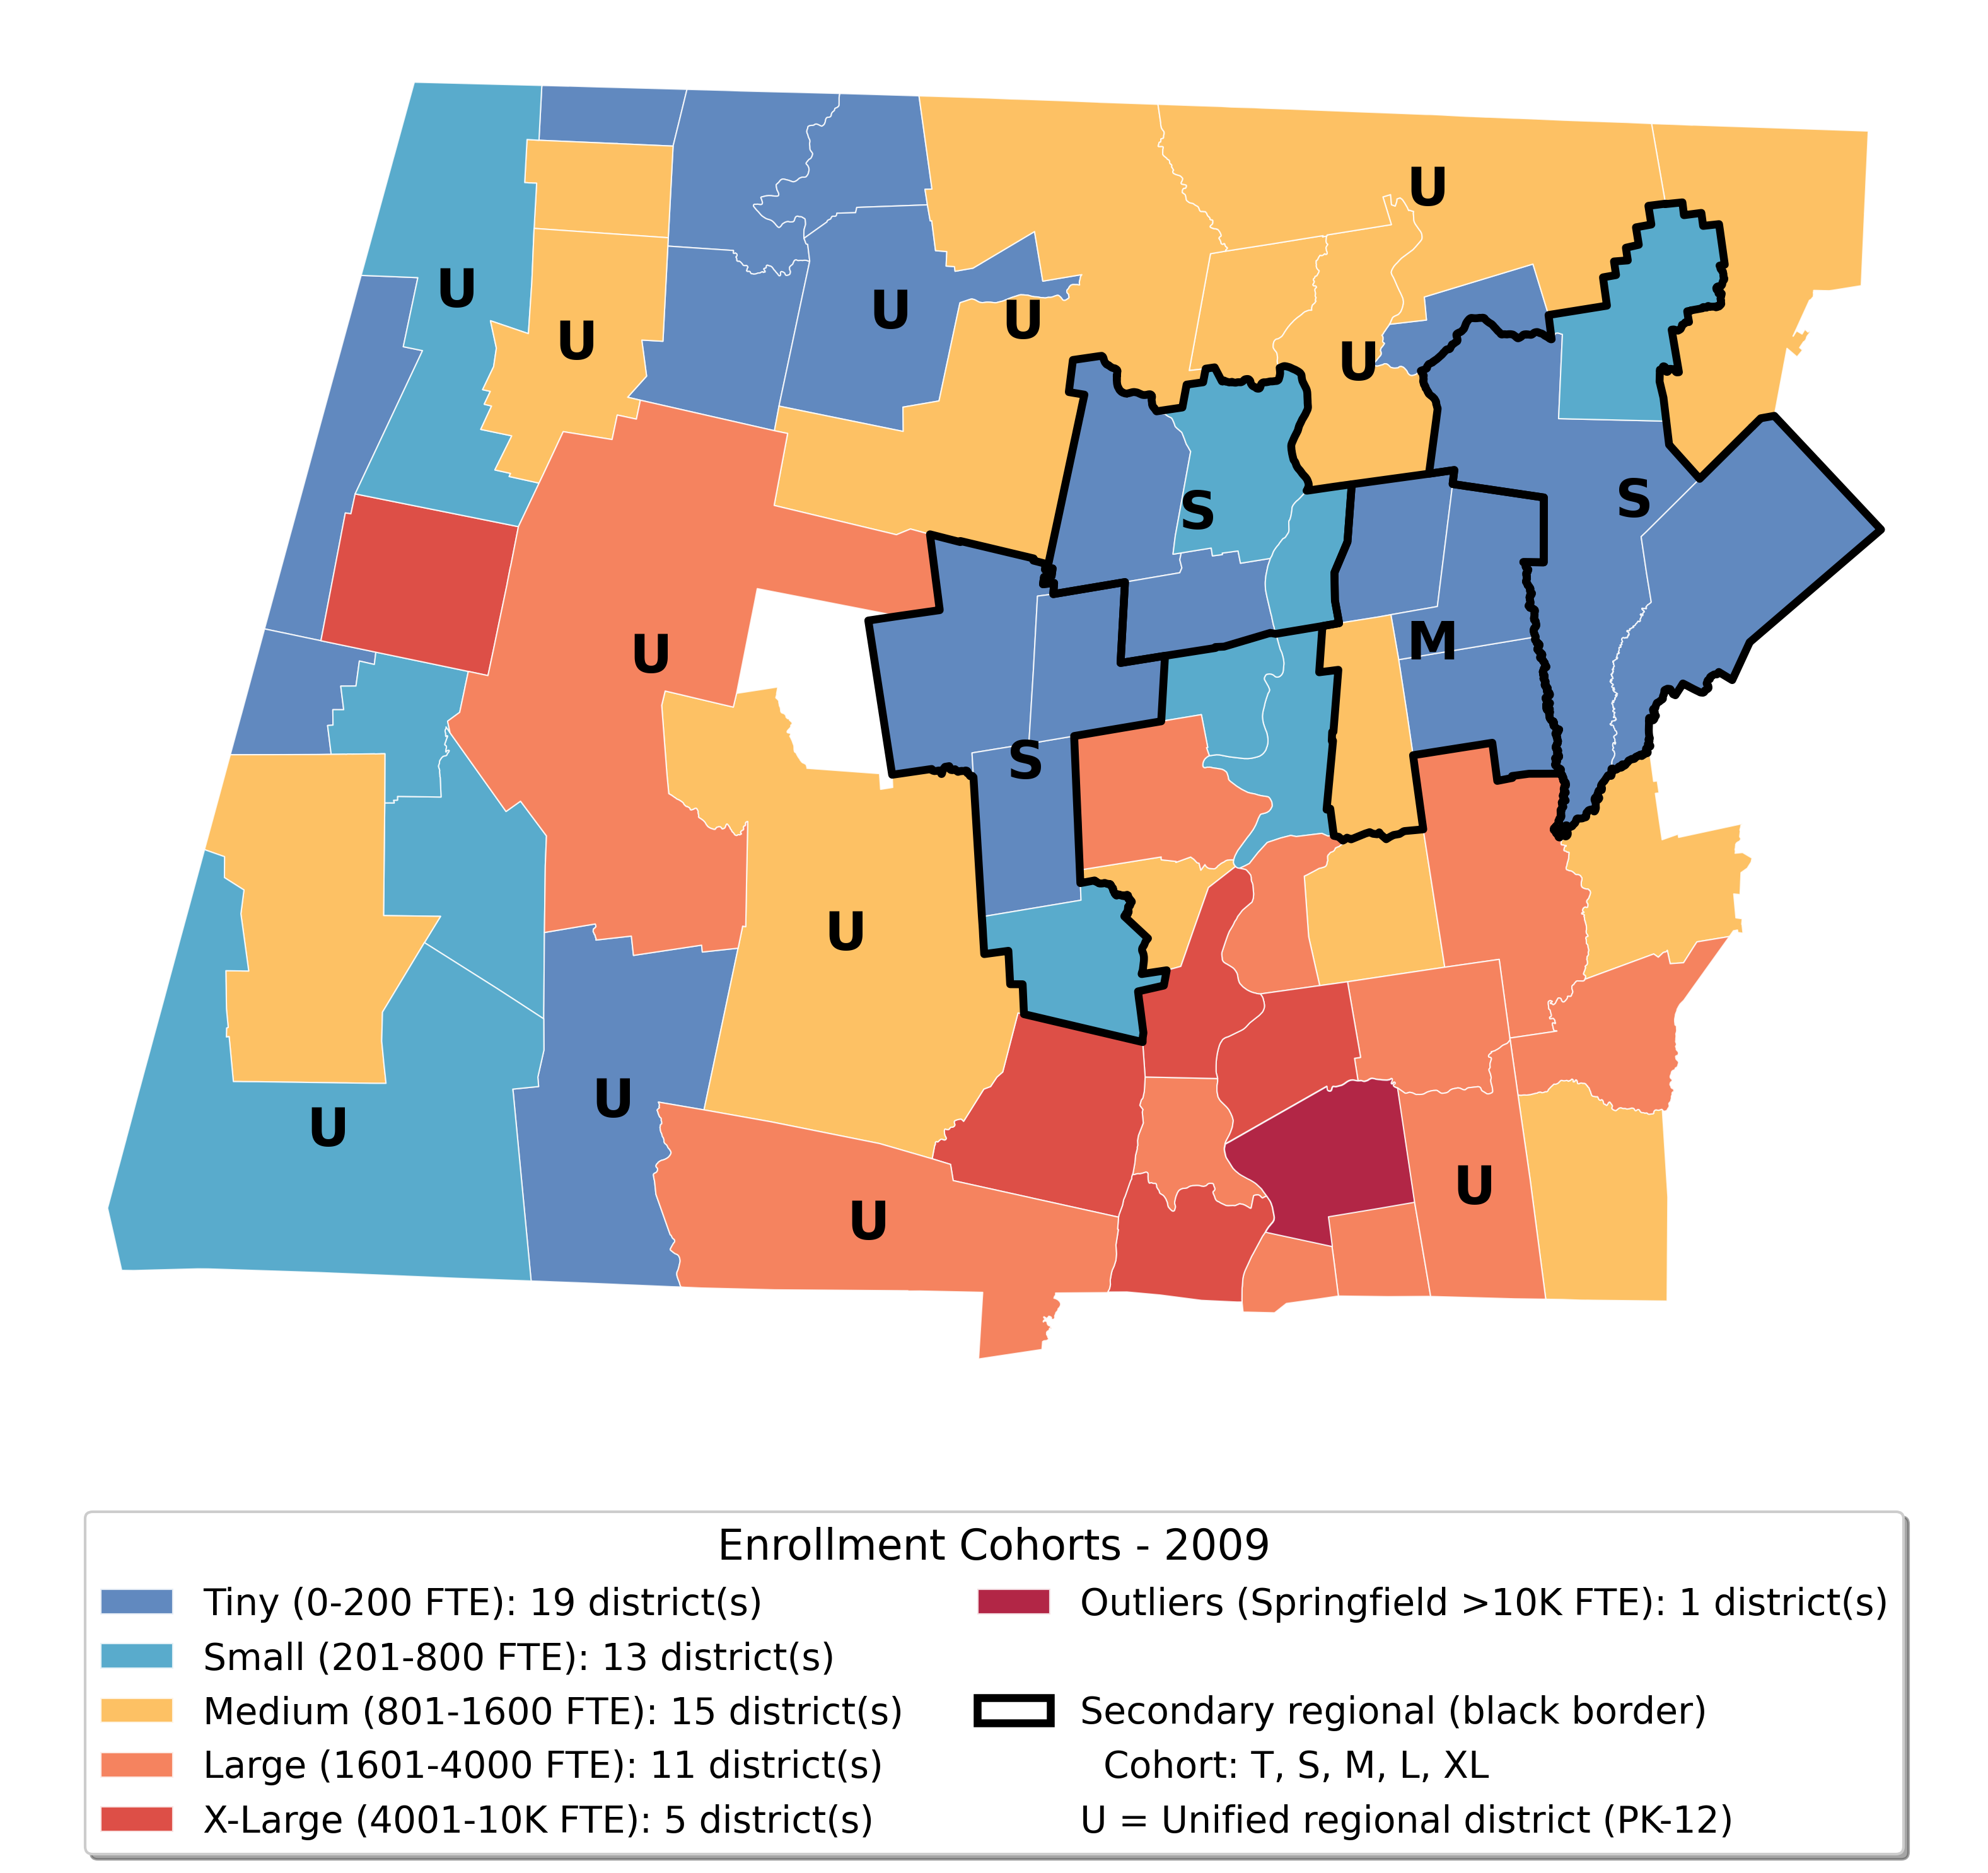 U
U
U
U
U
U
S
S
U
M
S
U
U
U
U
U
Enrollment Cohorts - 2009
Tiny (0-200 FTE): 19 district(s)
Small (201-800 FTE): 13 district(s)
Medium (801-1600 FTE): 15 district(s)
Large (1601-4000 FTE): 11 district(s)
X-Large (4001-10K FTE): 5 district(s)
Outliers (Springfield >10K FTE): 1 district(s)
Secondary regional (black border)
Cohort: T, S, M, L, XL
U = Unified regional district (PK-12)